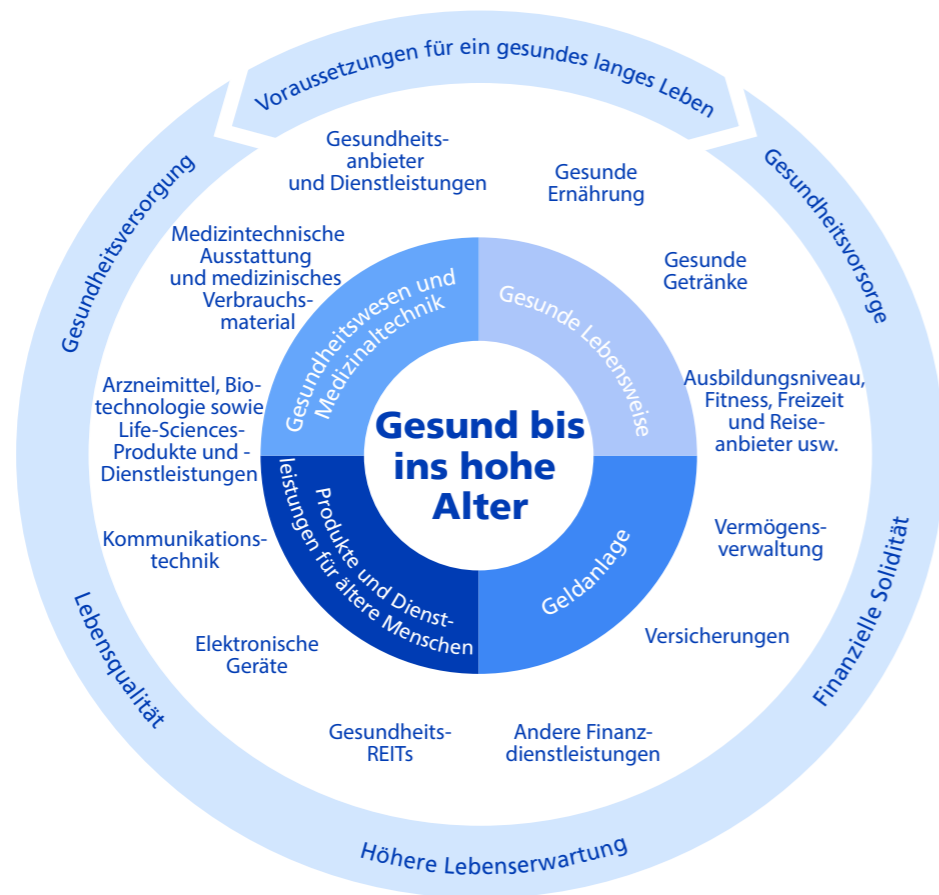 Voraussetzungen für ein gesundes langes Leben
Gesundheitsversorgung
Gesundheitsvorsorge
Gesundheits-
anbieter
und Dienstleistungen
Gesunde
Ernährung
Medizintechnische
Ausstattung
und medizinisches
Verbrauchs-
material
Gesunde
Getränke
Gesundheitswesen und
Medizinaltechnik
Gesunde Lebensweise
Arzneimittel, Bio-
technologie sowie
Life-Sciences-
Produkte und -
Dienstleistungen
Ausbildungsniveau,
Fitness, Freizeit
und Reise-
anbieter usw.
Gesund bis
ins hohe
Alter
Produkte und Dienst-
leistungen für ältere Menschen
Geldanlage
Kommunikations-
technik
Vermögens-
verwaltung
Elektronische
Geräte
Versicherungen
Gesundheits-
REITs
Andere Finanz-
dienstleistungen
Lebensqualität
Finanzielle Solidität
Höhere Lebenserwartung